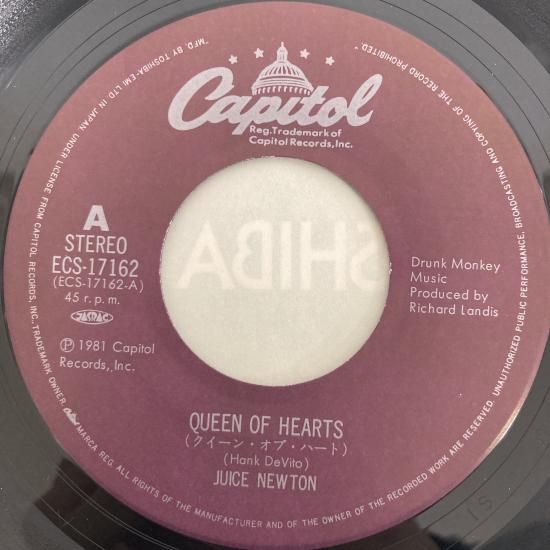 "MFD. BY TOSHIBA-EMI LTD. IN JAPAN. UNDER LICENSE FROM CAPITOL RECORDS, INC., TRADEMARK OWNER. Capitol MARCA REG. ALL RIGHTS OF THE MANUFACTURER AND OF THE OWNER OF THE RECORDED WORK ARE RESERVED. UNAUTHORIZED PUBLIC PERFORMANCE, BROADCASTING AND COPYING OF THE RECORD PROHIBITED."
Capitol
Reg.Trademark of
Capitol Records,Inc.
A
STEREO
ECS-17162
(ECS-17162-A)
45 r.p.m.
JASRAC
Ⓟ 1981 Capitol
Records,,Inc.
SHIBA
Drunk Monkey
Music
Produced by
Richard Landis
QUEEN OF HEARTS
(クイーン・オブ・ハート)
(Hank DeVito)
JUICE NEWTON